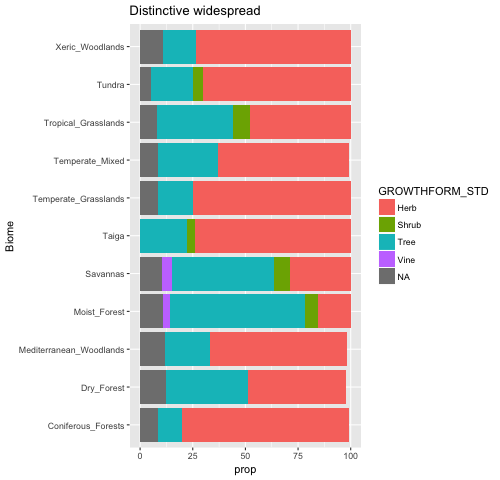 Distinctive widespread
Biome
Xeric_Woodlands
Tundra
Tropical_Grasslands
Temperate_Mixed
Temperate_Grasslands
Taiga
Savannas
Moist_Forest
Mediterranean_Woodlands
Dry_Forest
Coniferous_Forests
0 25 50 75 100
prop
GROWTHFORM_STD
Herb
Shrub
Tree
Vine
NA